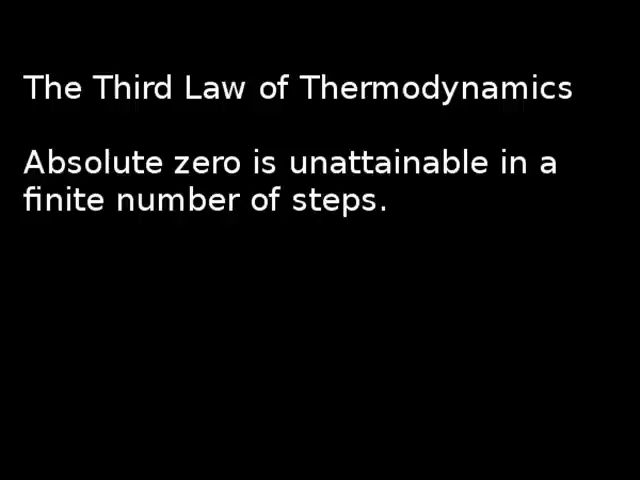 The Third Law of Thermodynamics
Absolute zero is unattainable in a
finite number of steps.